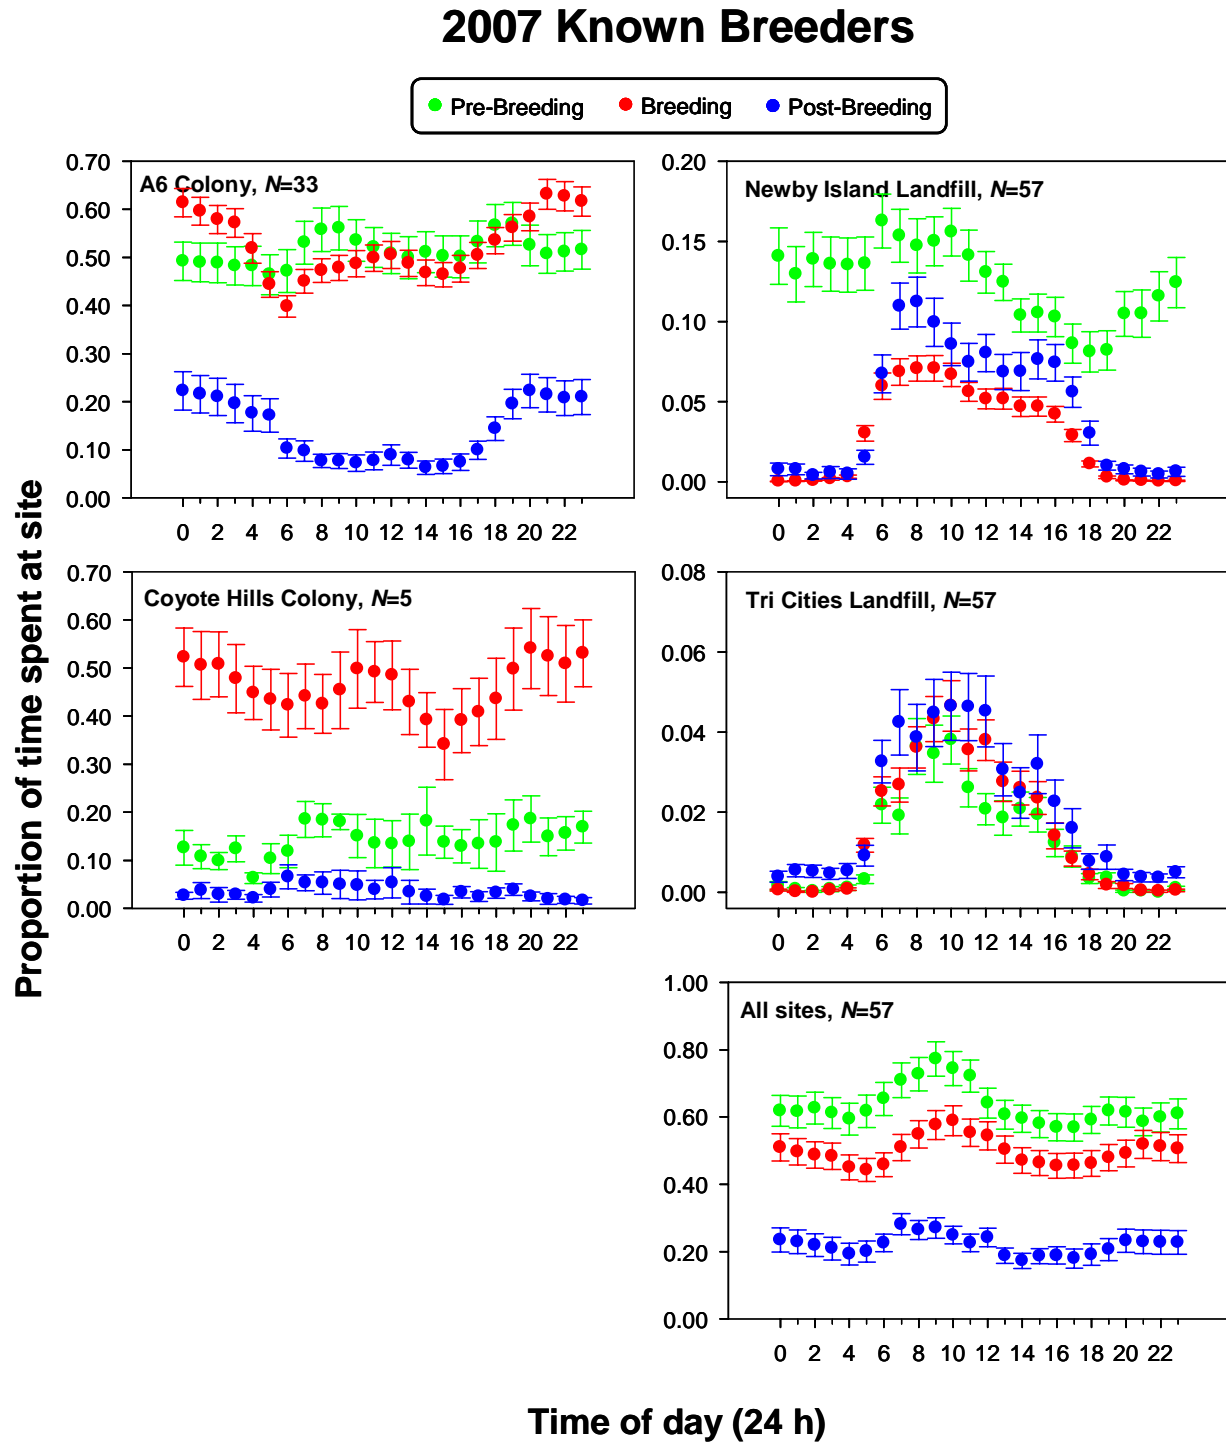 2007 Known Breeders
Pre-Breeding Breeding Post-Breeding
Proportion of time spent at site
A6 Colony, N=33
0.70
0.60
0.50
0.40
0.30
0.20
0.10
0.00
0 2 4 6 8 10 12 14 16 18 20 22
Newby Island Landfill, N=57
0.20
0.15
0.10
0.05
0.00
0 2 4 6 8 10 12 14 16 18 20 22
Coyote Hills Colony, N=5
0.70
0.60
0.50
0.40
0.30
0.20
0.10
0.00
0 2 4 6 8 10 12 14 16 18 20 22
Tri Cities Landfill, N=57
0.08
0.06
0.04
0.02
0.00
0 2 4 6 8 10 12 14 16 18 20 22
All sites, N=57
1.00
0.80
0.60
0.40
0.20
0.00
0 2 4 6 8 10 12 14 16 18 20 22
Time of day (24 h)